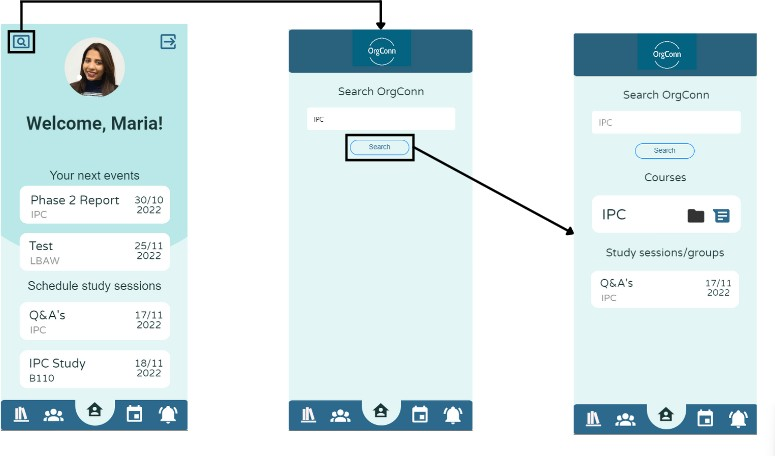 Welcome, Maria!
Your next events
Phase 2 Report 30/10
IPC 2022
Test 25/11
LBAW 2022
Schedule study sessions
Q&A's 17/11
IPC 2022
IPC Study 18/11
B110 2022
OrgConn
Search OrgConn
IPC
Search
OrgConn
Search OrgConn
IPC
Search
Courses
IPC
Study sessions/groups
Q&A's 17/11
IPC 2022